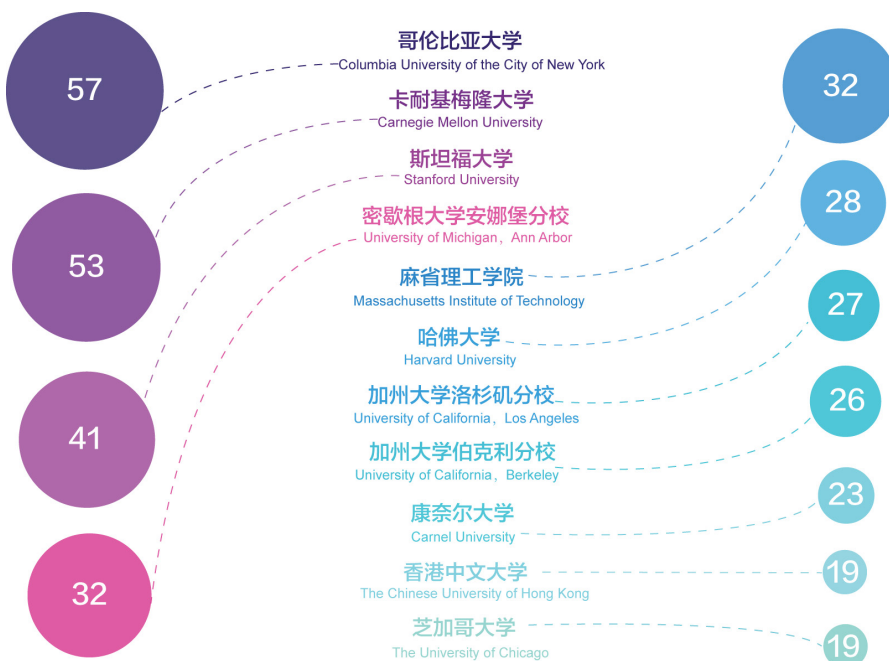 57
哥伦比亚大学
Columbia University of the City of New York
32
卡耐基梅隆大学
Carnegie Mellon University
斯坦福大学
Stanford University
28
密歇根大学安娜堡分校
University of Michigan, Ann Arbor
53
麻省理工学院
Massachusetts Institute of Technology
27
哈佛大学
Harvard University
加州大学洛杉矶分校
University of California, Los Angeles
26
41
加州大学伯克利分校
University of California, Berkeley
23
康奈尔大学
Carnel University
香港中文大学
The Chinese University of Hong Kong
19
32
芝加哥大学
The University of Chicago
19